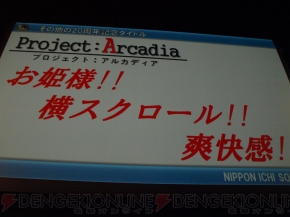 その他の20周年記念タイトル
Project:Arcadia
プロジェクト:アルカディア
お姫様!!
横スクロール!!
爽快感!
NIPPON ICHI SO
DENGEKIONLINE